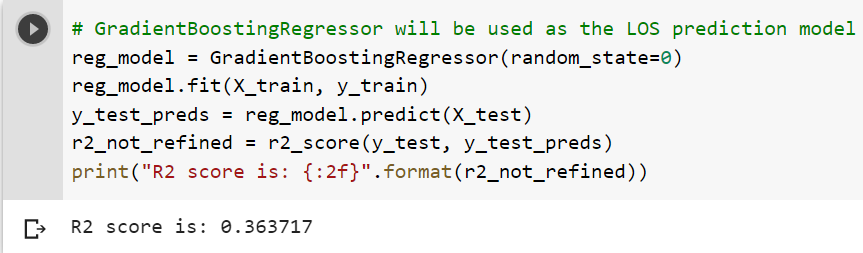 # GradientBoostingRegressor will be used as the LOS prediction model
reg_model = GradientBoostingRegressor(random_state=0)
reg_model.fit(X_train, y_train)
y_test_preds = reg_model.predict(X_test)
r2_not_refined = r2_score(y_test, y_test_preds)
print("R2 score is: {:2f}".format(r2_not_refined))
R2 score is: 0.363717